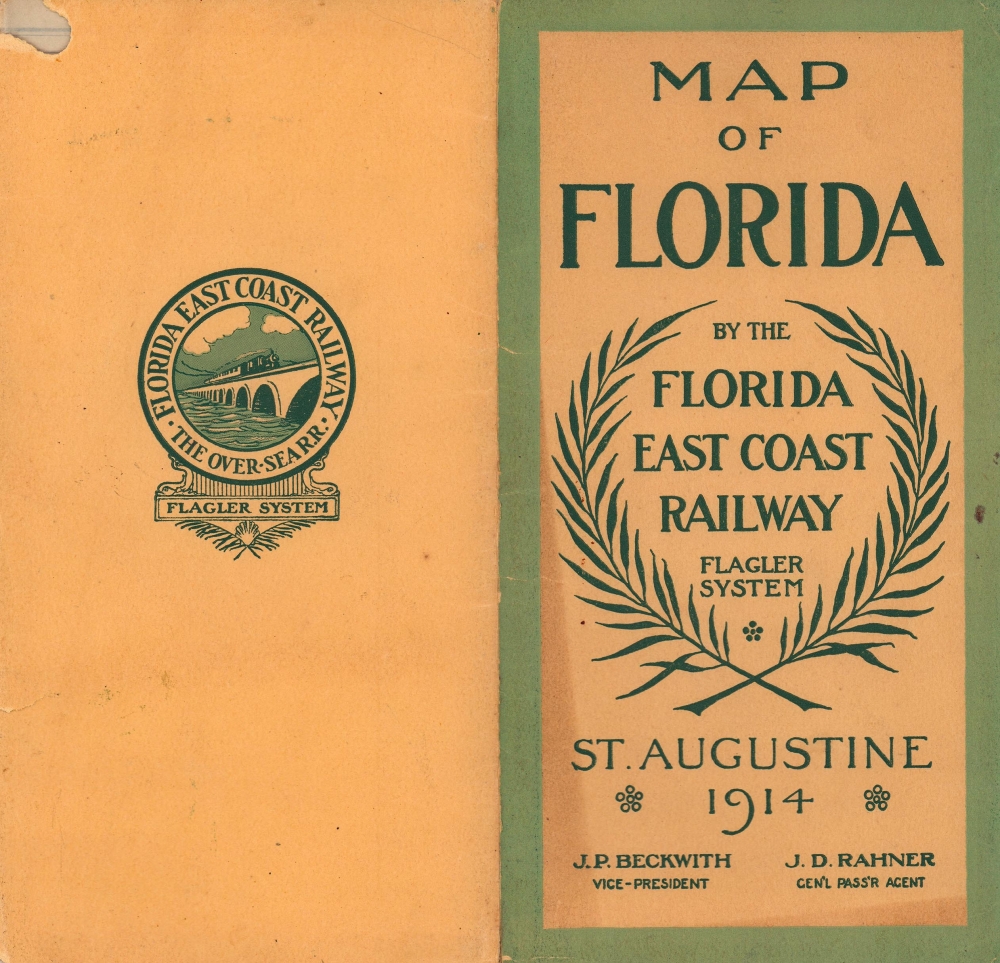 FLORIDA EAST COAST RAILWAY.
· THE OVER-SEA R.R. ·
FLAGLER SYSTEM
MAP
OF
FLORIDA
BY THE
FLORIDA
EAST COAST
RAILWAY
FLAGLER
SYSTEM
ST. AUGUSTINE
1914
J. P. BECKWITH
VICE-PRESIDENT
J. D. RAHNER
GEN'L PASS'R AGENT